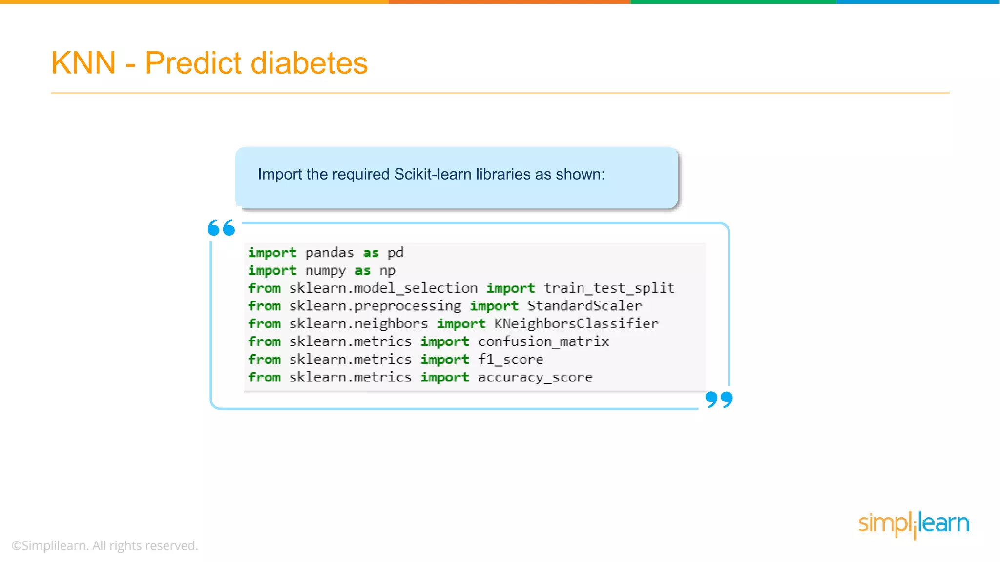 KNN - Predict diabetes
Import the required Scikit-learn libraries as shown:
“
import pandas as pd
import numpy as np
from sklearn.model_selection import train_test_split
from sklearn.preprocessing import StandardScaler
from sklearn.neighbors import KNeighborsClassifier
from sklearn.metrics import confusion_matrix
from sklearn.metrics import f1_score
from sklearn.metrics import accuracy_score
”
simplilearn
©Simplilearn. All rights reserved.